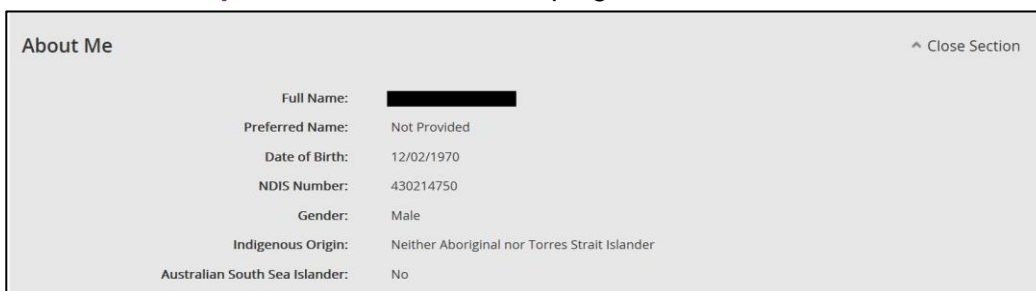 About Me
Close Section
Full Name:
Preferred Name: Not Provided
Date of Birth: 12/02/1970
NDIS Number: 430214750
Gender: Male
Indigenous Origin: Neither Aboriginal nor Torres Strait Islander
Australian South Sea Islander: No